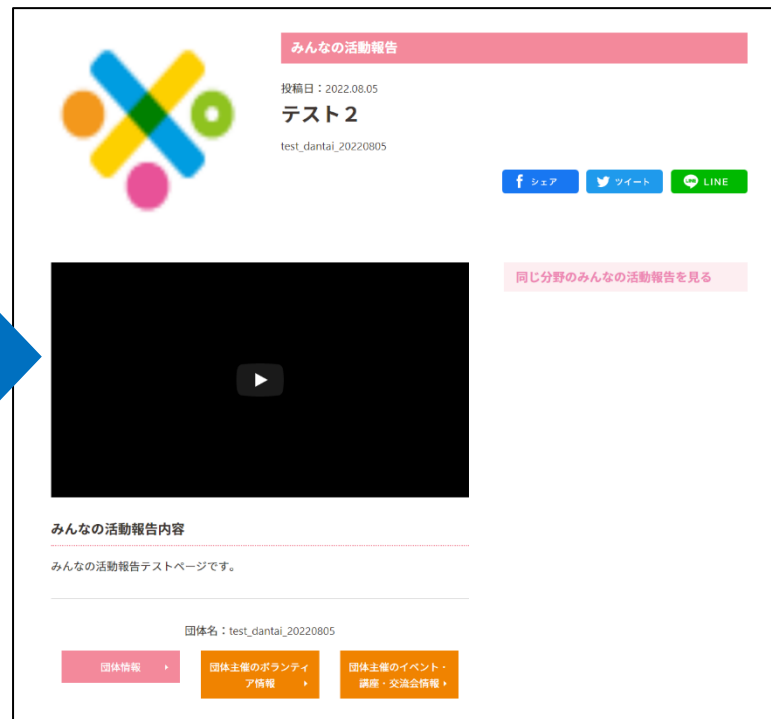 みんなの活動報告
投稿日：2022.08.05
テスト２
test_dantai_20220805
シェア
ツイート
LINE
同じ分野のみんなの活動報告を見る
みんなの活動報告内容
みんなの活動報告テストページです。
団体名：test_dantai_20220805
団体情報
団体主催のボランティ
ア情報
団体主催のイベント・
講座・交流会情報